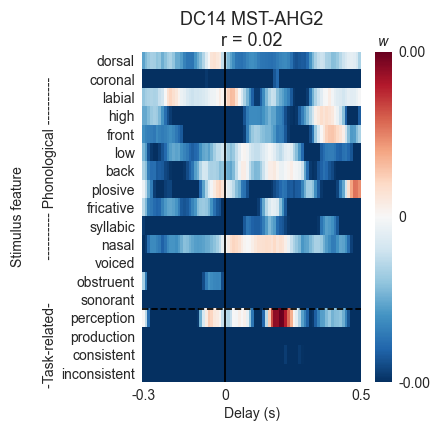 DC14 MST-AHG2
r = 0.02
w
Stimulus feature
---------- Phonological ----------
-Task-related-
dorsal
coronal
labial
high
front
low
back
plosive
fricative
syllabic
nasal
voiced
obstruent
sonorant
perception
production
consistent
inconsistent
0.00
0
-0.00
-0.3
0
0.5
Delay (s)